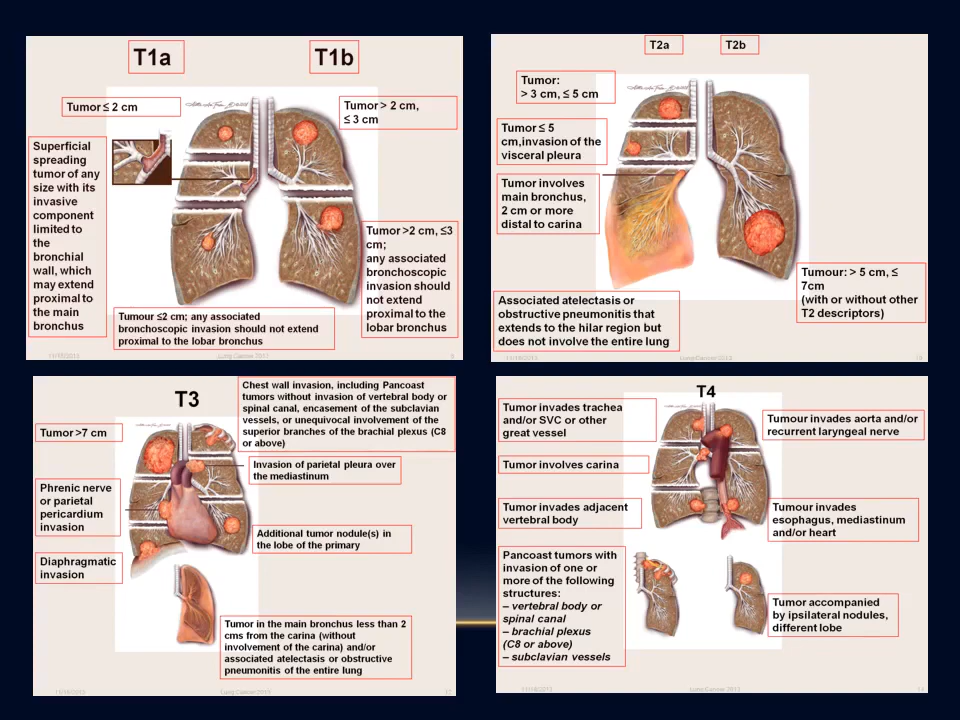 T1a
T1b
Tumor ≤ 2 cm
Tumor > 2 cm,
≤ 3 cm
Superficial
spreading
tumor of any
size with its
invasive
component
limited to
the
bronchial
wall, which
may extend
proximal to
the main
bronchus
Tumor >2 cm, ≤3
cm;
any associated
bronchoscopic
invasion should
not extend
proximal to the
lobar bronchus
Tumour ≤2 cm; any associated
bronchoscopic invasion should not extend
proximal to the lobar bronchus
Lung Cancer 2013
T2a
T2b
Tumor:
> 3 cm, ≤ 5 cm
Tumor ≤ 5
cm,invasion of the
visceral pleura
Tumor involves
main bronchus,
2 cm or more
distal to carina
Associated atelectasis or
obstructive pneumonitis that
extends to the hilar region but
does not involve the entire lung
Tumour: > 5 cm, ≤
7cm
(with or without other
T2 descriptors)
11/18/2013
Lung Cancer 2013
T3
Chest wall invasion, including Pancoast
tumors without invasion of vertebral body or
spinal canal, encasement of the subclavian
vessels, or unequivocal involvement of the
superior branches of the brachial plexus (C8
or above)
Tumor >7 cm
Invasion of parietal pleura over
the mediastinum
Phrenic nerve
or parietal
pericardium
invasion
Additional tumor nodule(s) in
the lobe of the primary
Diaphragmatic
invasion
Tumor in the main bronchus less than 2
cms from the carina (without
involvement of the carina) and/or
associated atelectasis or obstructive
pneumonitis of the entire lung
11/18/2013
Lung Cancer 2013
T4
Tumor invades trachea
and/or SVC or other
great vessel
Tumour invades aorta and/or
recurrent laryngeal nerve
Tumor involves carina
Tumor invades adjacent
vertebral body
Tumour invades
esophagus, mediastinum
and/or heart
Pancoast tumors with
invasion of one or
more of the following
structures:
– vertebral body or
spinal canal
– brachial plexus
(C8 or above)
– subclavian vessels
Tumor accompanied
by ipsilateral nodules,
different lobe
11/18/2013
Lung Cancer 2013